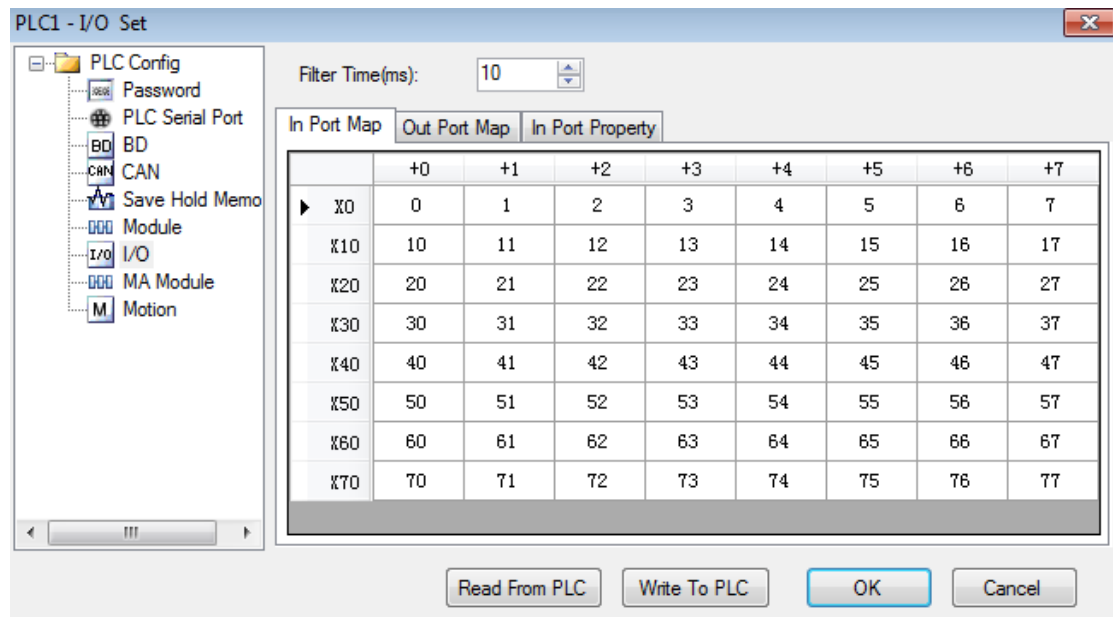 PLC1 - I/O Set
PLC Config
Password
PLC Serial Port
BD BD
CAN CAN
Save Hold Memo
Module
I/O I/O
MA Module
M Motion
Filter Time(ms): 10
In Port Map Out Port Map In Port Property
+0 +1 +2 +3 +4 +5 +6 +7
X0 0 1 2 3 4 5 6 7
X10 10 11 12 13 14 15 16 17
X20 20 21 22 23 24 25 26 27
X30 30 31 32 33 34 35 36 37
X40 40 41 42 43 44 45 46 47
X50 50 51 52 53 54 55 56 57
X60 60 61 62 63 64 65 66 67
X70 70 71 72 73 74 75 76 77
Read From PLC Write To PLC OK Cancel